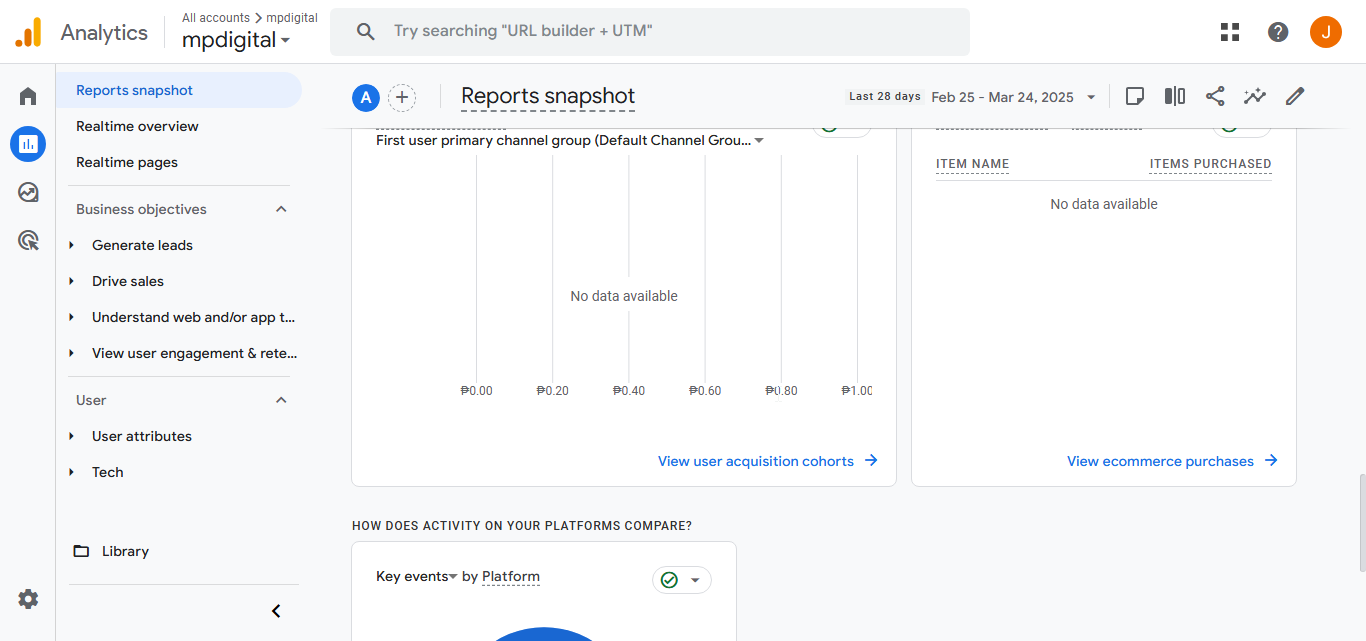 Analytics
All accounts > mpdigital
mpdigital
Try searching "URL builder + UTM"
J
Reports snapshot
Realtime overview
Realtime pages
Business objectives
Generate leads
Drive sales
Understand web and/or app t...
View user engagement & rete...
User
User attributes
Tech
Library
A
Reports snapshot
Last 28 days Feb 25 - Mar 24, 2025
First user primary channel group (Default Channel Grou...
No data available
₱0.00 ₱0.20 ₱0.40 ₱0.60 ₱0.80 ₱1.00
View user acquisition cohorts
ITEM NAME ITEMS PURCHASED
No data available
View ecommerce purchases
HOW DOES ACTIVITY ON YOUR PLATFORMS COMPARE?
Key events by Platform